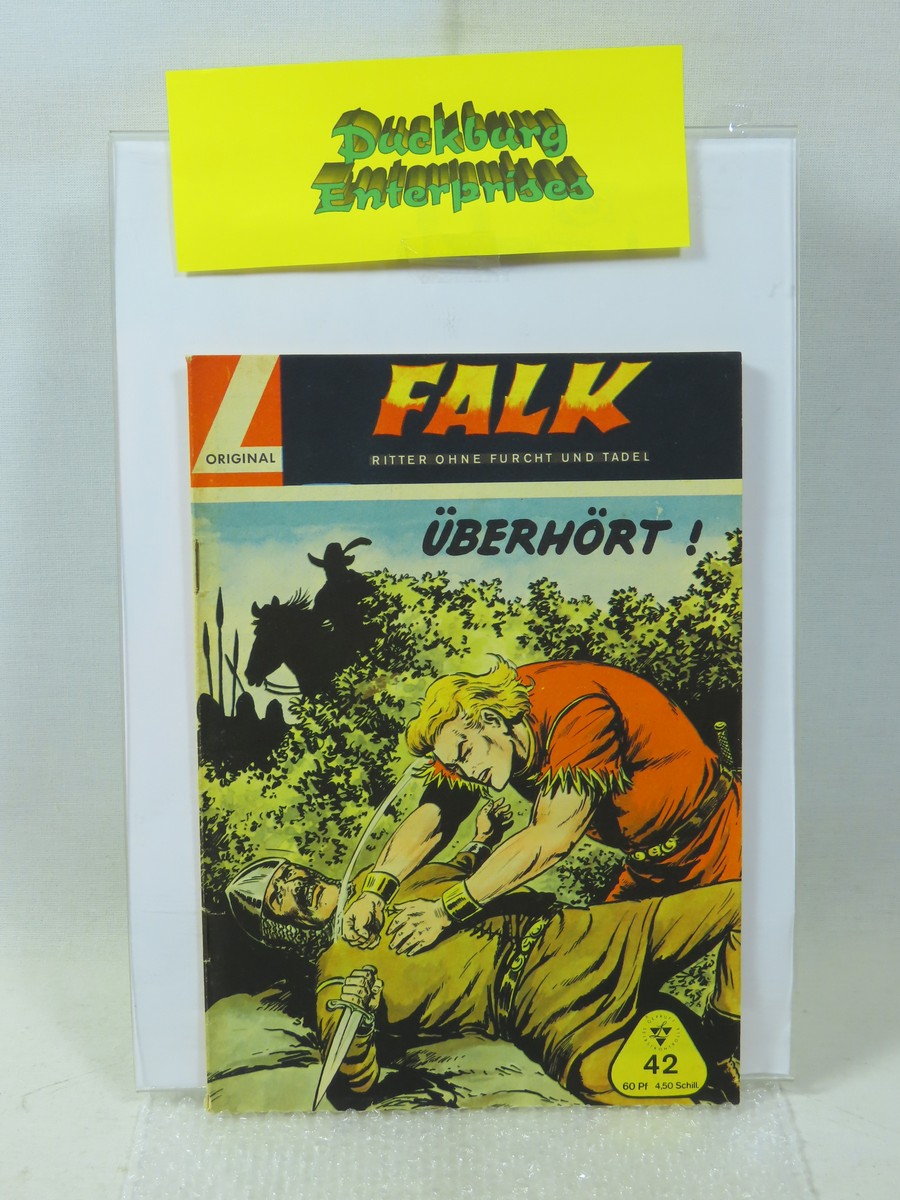 Duckburg
Enterprises
ORIGINAL
FALK
RITTER OHNE FURCHT UND TADEL
ÜBERHÖRT !
42
60 Pf 4,50 Schill.